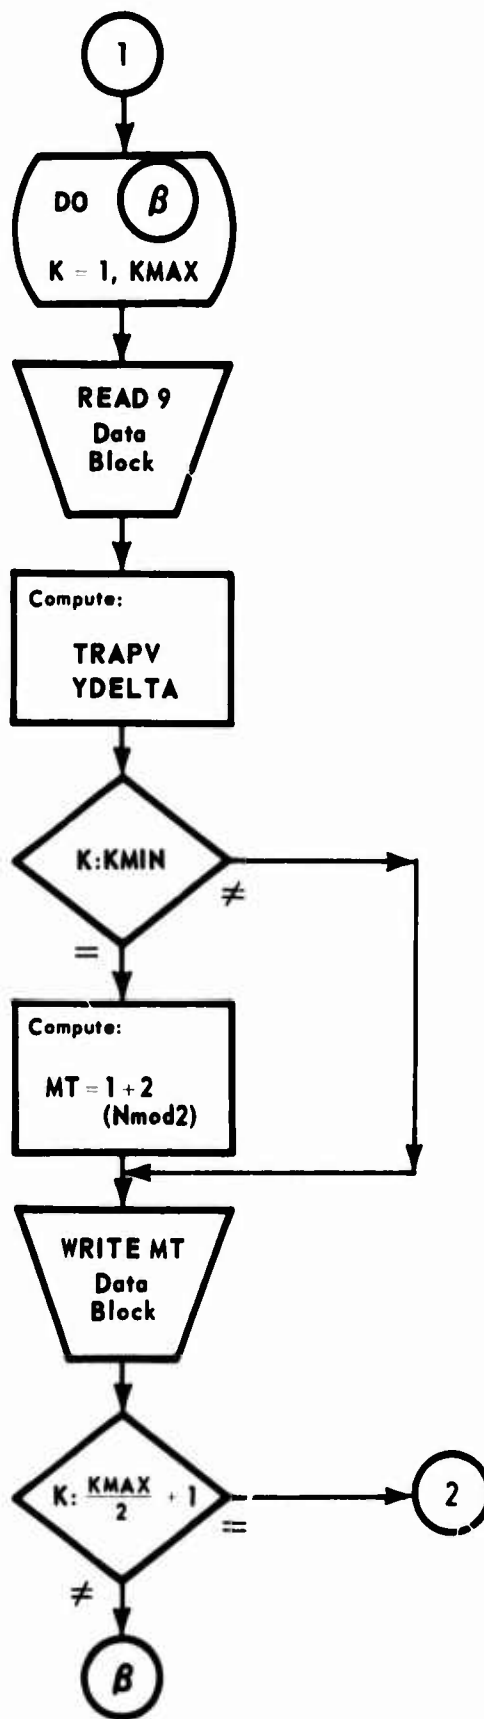 1
DO β
K = 1, KMAX
READ 9
Data
Block
Compute:
TRAPV
YDELTA
K:KMIN
≠
=
Compute:
MT = 1 + 2
(Nmod2)
WRITE MT
Data
Block
K: KMAX/2 + 1
2
=
≠
β